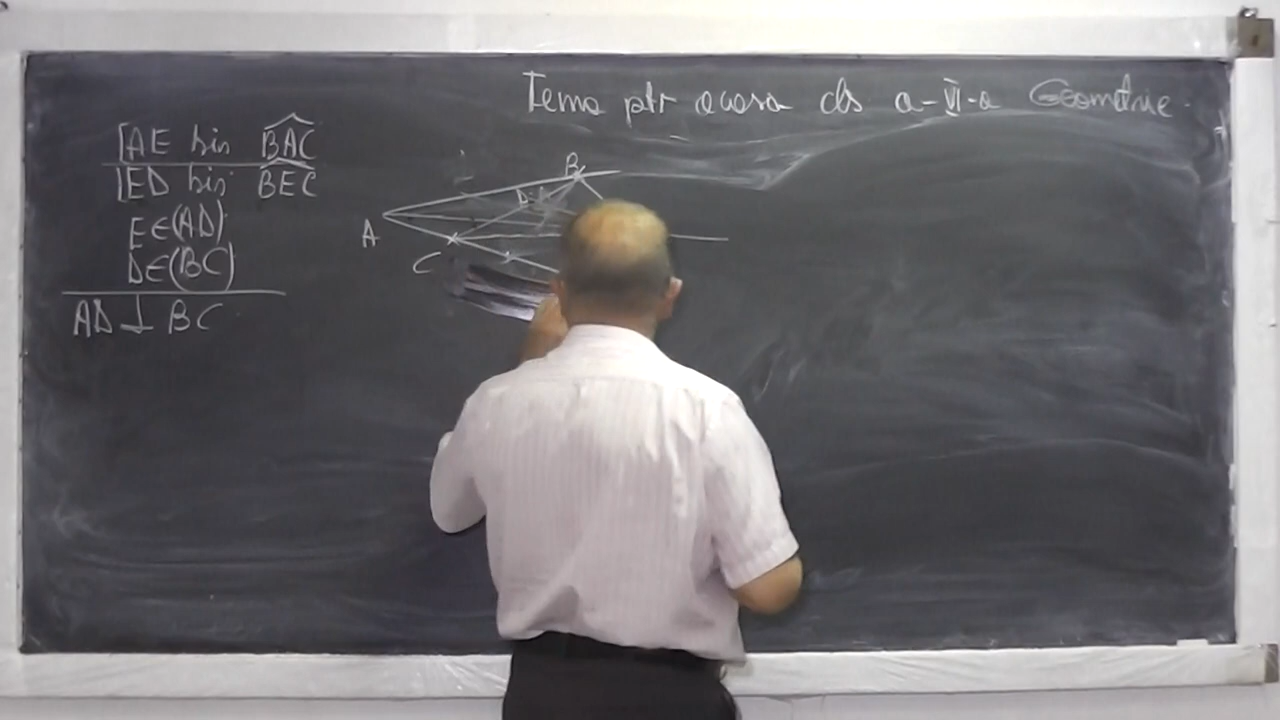 Tema ptr acasa cls a-VI-a Geometrie.
[AE bis BAC
[ED bis BEC
E∈(AD)
D∈(BC)
AD ⊥ BC
B
D
A
C